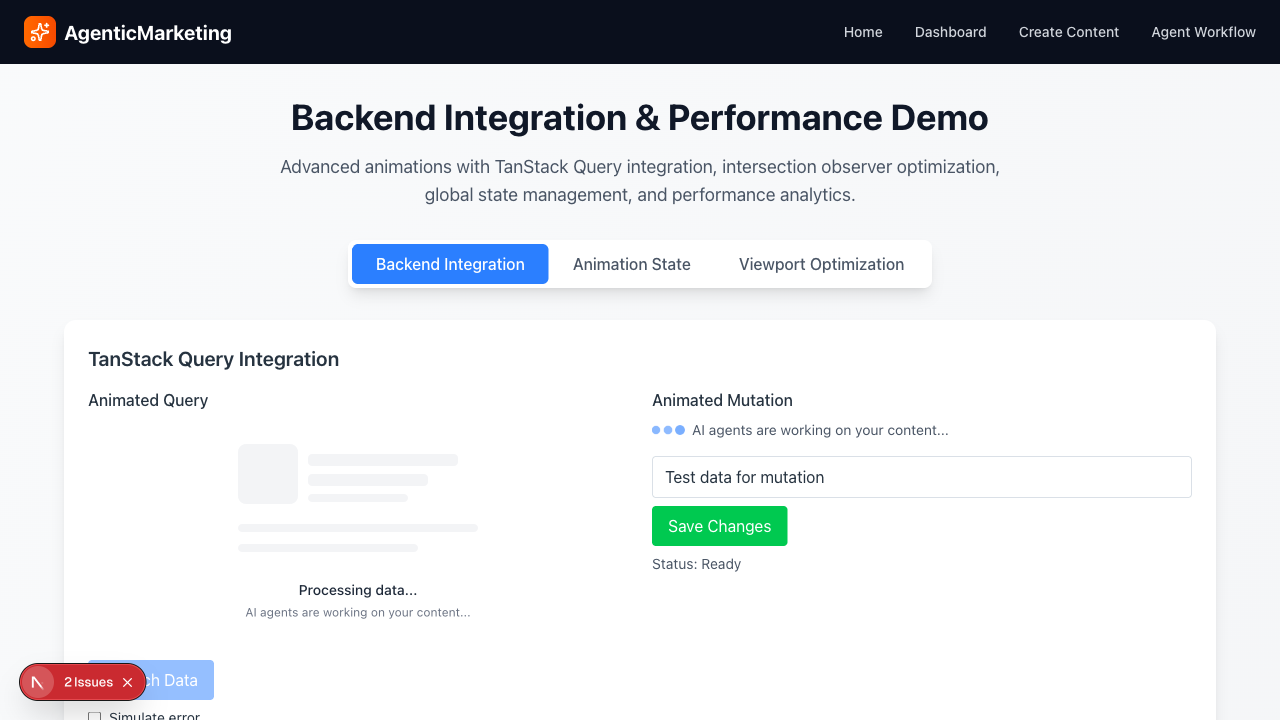 AgenticMarketing
Home
Dashboard
Create Content
Agent Workflow
Backend Integration & Performance Demo
Advanced animations with TanStack Query integration, intersection observer optimization,
global state management, and performance analytics.
Backend Integration
Animation State
Viewport Optimization
TanStack Query Integration
Animated Query
Processing data...
AI agents are working on your content...
ch Data
Simulate error
Animated Mutation
AI agents are working on your content...
Test data for mutation
Save Changes
Status: Ready
2 Issues